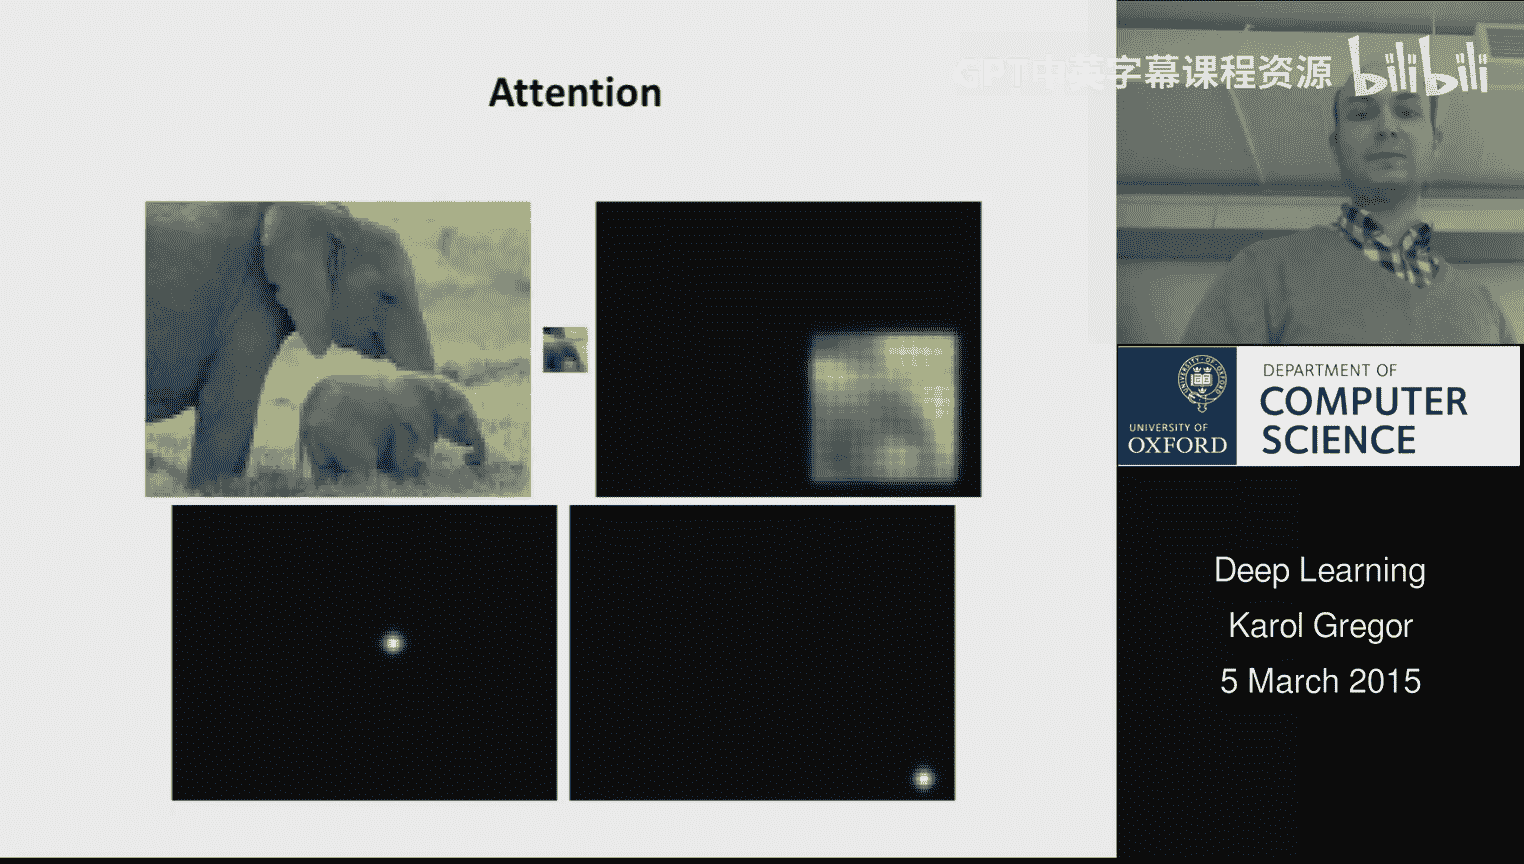 Attention
GPT中英字幕课程资源 bilibili
UNIVERSITY OF OXFORD
DEPARTMENT OF
COMPUTER
SCIENCE
Deep Learning
Karol Gregor
5 March 2015